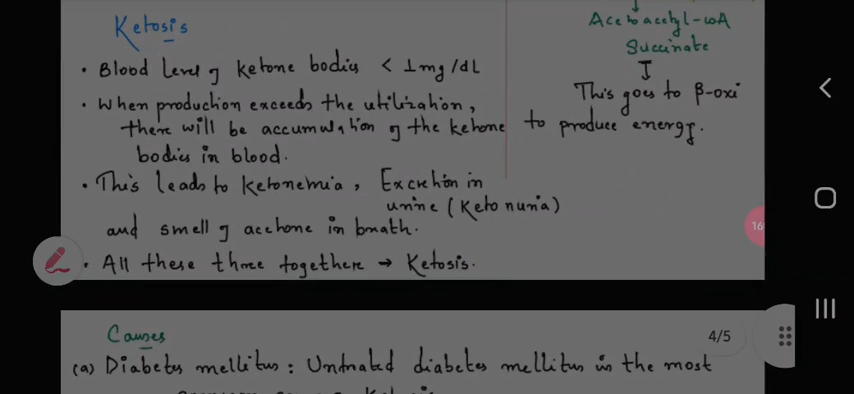 Ketosis
• Blood level of ketone bodies < 1mg/dL
• When production exceeds the utilization,
there will be accumulation of the ketone
bodies in blood.
• This leads to ketonemia, Excretion in
urine (Ketonuria)
and smell of acetone in breath.
• All these three together → Ketosis.
Acetoacetyl-CoA
Succinate
This goes to β-oxi
to produce energy.
16
Causes
4/5
(a) Diabetes mellitus: Untreated diabetes mellitus is the most